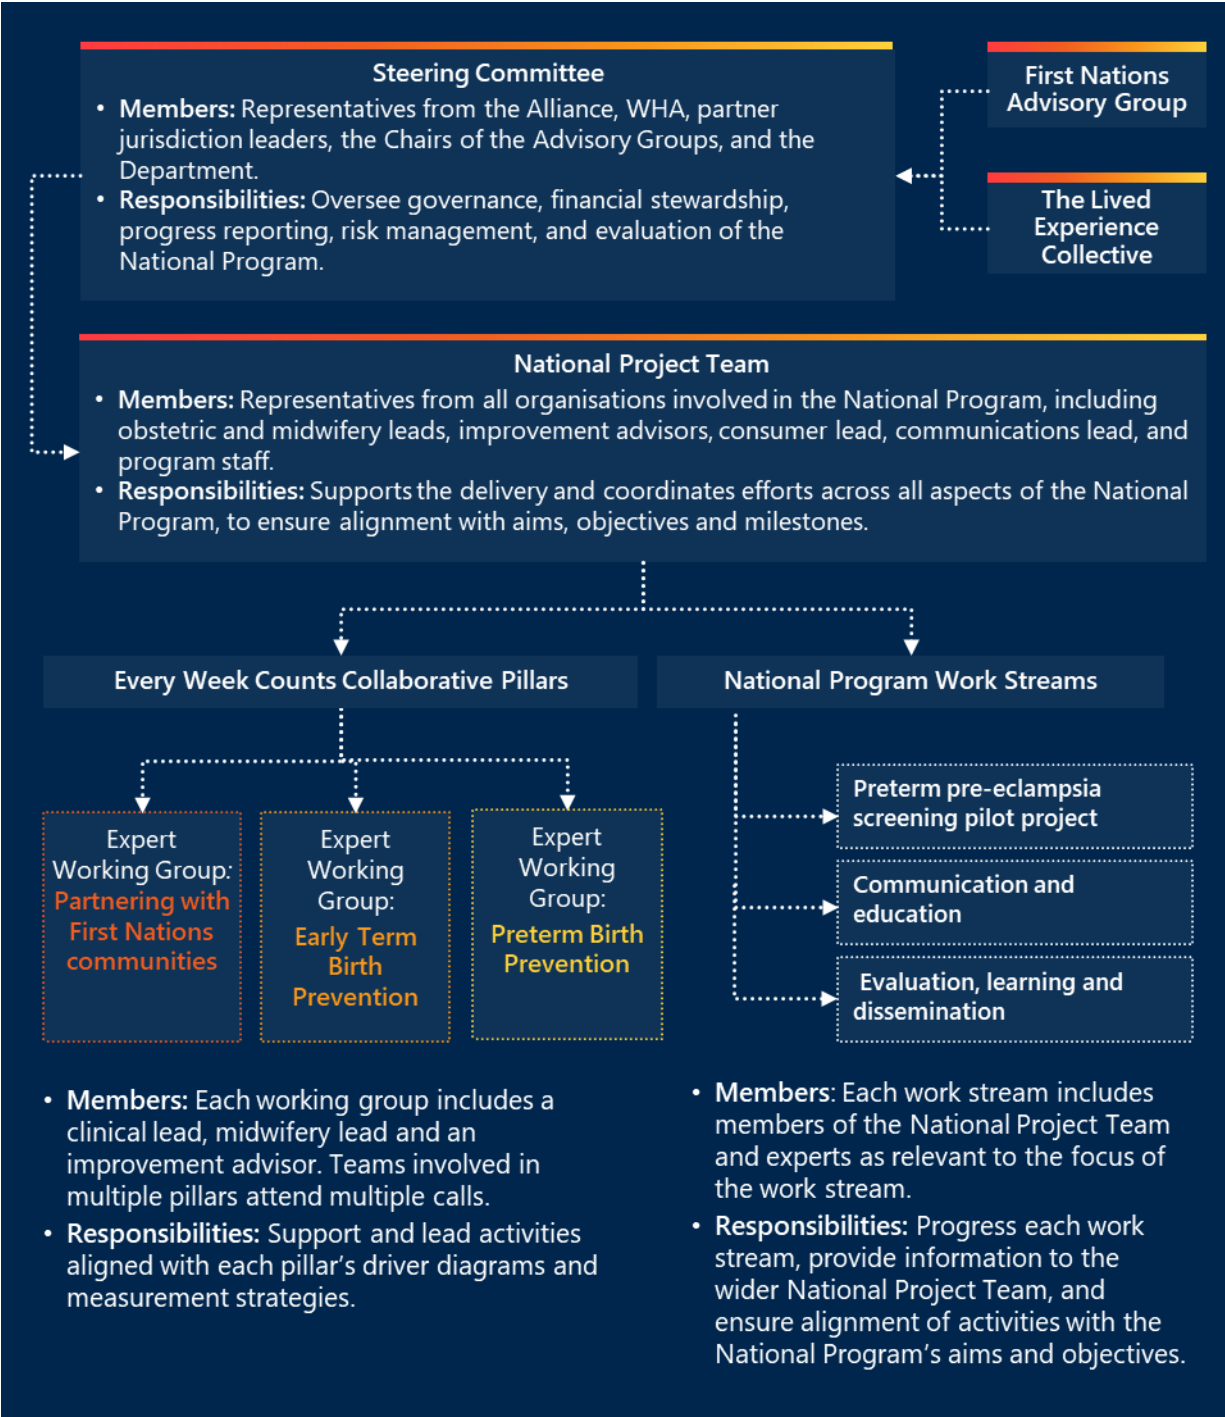 Steering Committee
• Members: Representatives from the Alliance, WHA, partner
jurisdiction leaders, the Chairs of the Advisory Groups, and the
Department.
• Responsibilities: Oversee governance, financial stewardship,
progress reporting, risk management, and evaluation of the
National Program.
First Nations
Advisory Group
The Lived
Experience
Collective
National Project Team
• Members: Representatives from all organisations involved in the National Program, including
obstetric and midwifery leads, improvement advisors, consumer lead, communications lead, and
program staff.
• Responsibilities: Supports the delivery and coordinates efforts across all aspects of the National
Program, to ensure alignment with aims, objectives and milestones.
Every Week Counts Collaborative Pillars
Expert
Working Group:
Partnering with
First Nations
communities
Expert
Working
Group:
Early Term
Birth
Prevention
Expert
Working
Group:
Preterm Birth
Prevention
• Members: Each working group includes a
clinical lead, midwifery lead and an
improvement advisor. Teams involved in
multiple pillars attend multiple calls.
• Responsibilities: Support and lead activities
aligned with each pillar’s driver diagrams and
measurement strategies.
National Program Work Streams
Preterm pre-eclampsia
screening pilot project
Communication and
education
Evaluation, learning and
dissemination
• Members: Each work stream includes
members of the National Project Team
and experts as relevant to the focus of
the work stream.
• Responsibilities: Progress each work
stream, provide information to the
wider National Project Team, and
ensure alignment of activities with the
National Program’s aims and objectives.